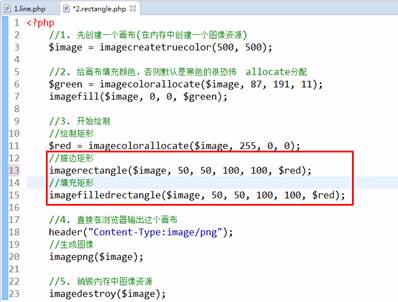 1.line.php
*2.rectangle.php
1 <?php
2 //1. 先创建一个画布(在内存中创建一个图像资源)
3 $image = imagecreatetruecolor(500, 500);
4
5 //2. 给画布填充颜色，否则默认是黑色的很恐怖 allocate分配
6 $green = imagecolorallocate($image, 87, 191, 11);
7 imagefill($image, 0, 0, $green);
8
9 //3. 开始绘制
10 //绘制矩形
11 $red = imagecolorallocate($image, 255, 0, 0);
12 //描边矩形
13 imagerectangle($image, 50, 50, 100, 100, $red);
14 //填充矩形
15 imagefilledrectangle($image, 50, 50, 100, 100, $red);
16
17 //4. 直接在浏览器输出这个画布
18 header("Content-Type:image/png");
19 //生成图像
20 imagepng($image);
21
22 //5. 销毁内存中图像资源
23 imagedestroy($image);